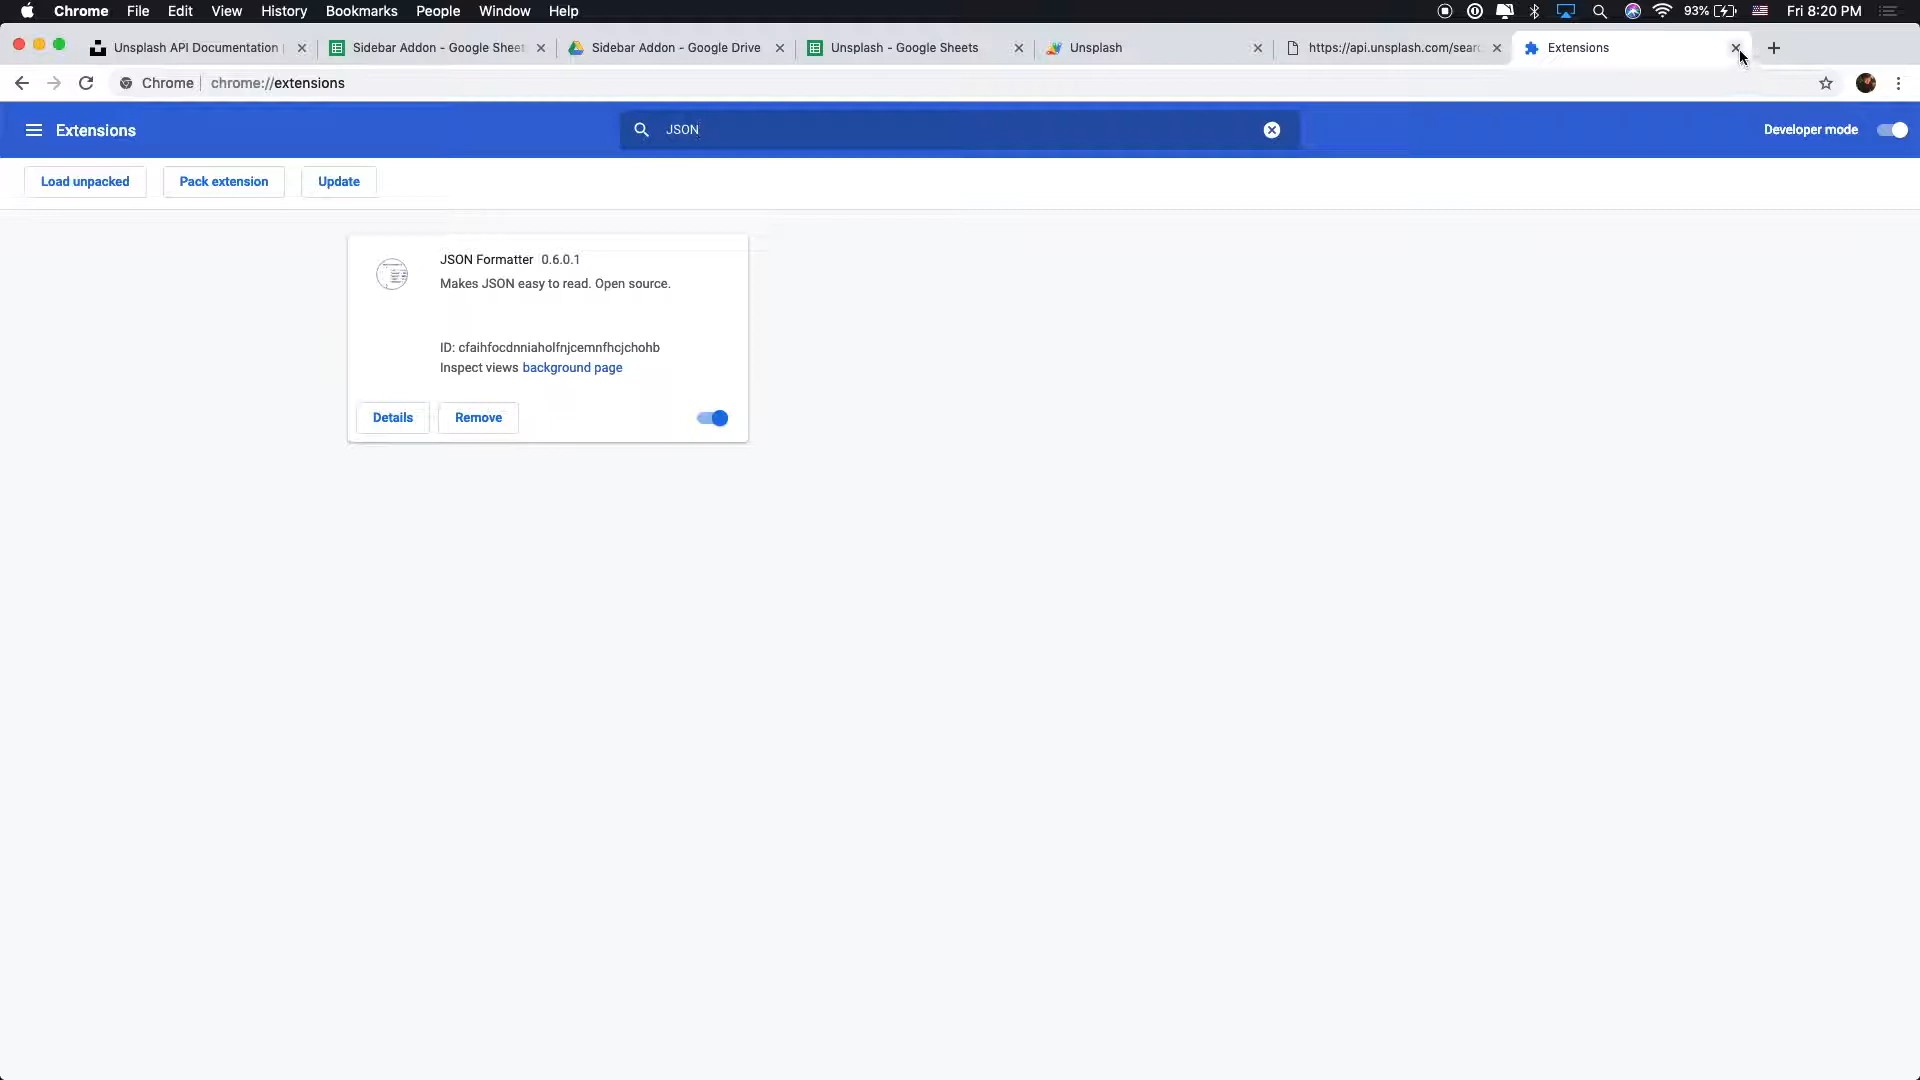 Chrome File Edit View History Bookmarks People Window Help 93% Fri 8:20 PM
Unsplash API Documentation Sidebar Addon - Google Sheet Sidebar Addon - Google Drive Unsplash - Google Sheets Unsplash https://api.unsplash.com/sear Extensions
Chrome chrome://extensions
Extensions JSON Developer mode
Load unpacked Pack extension Update
JSON Formatter 0.6.0.1
Makes JSON easy to read. Open source.
ID: cfaihfocdnniaholfnjcemnfhcjchohb
Inspect views background page
Details Remove